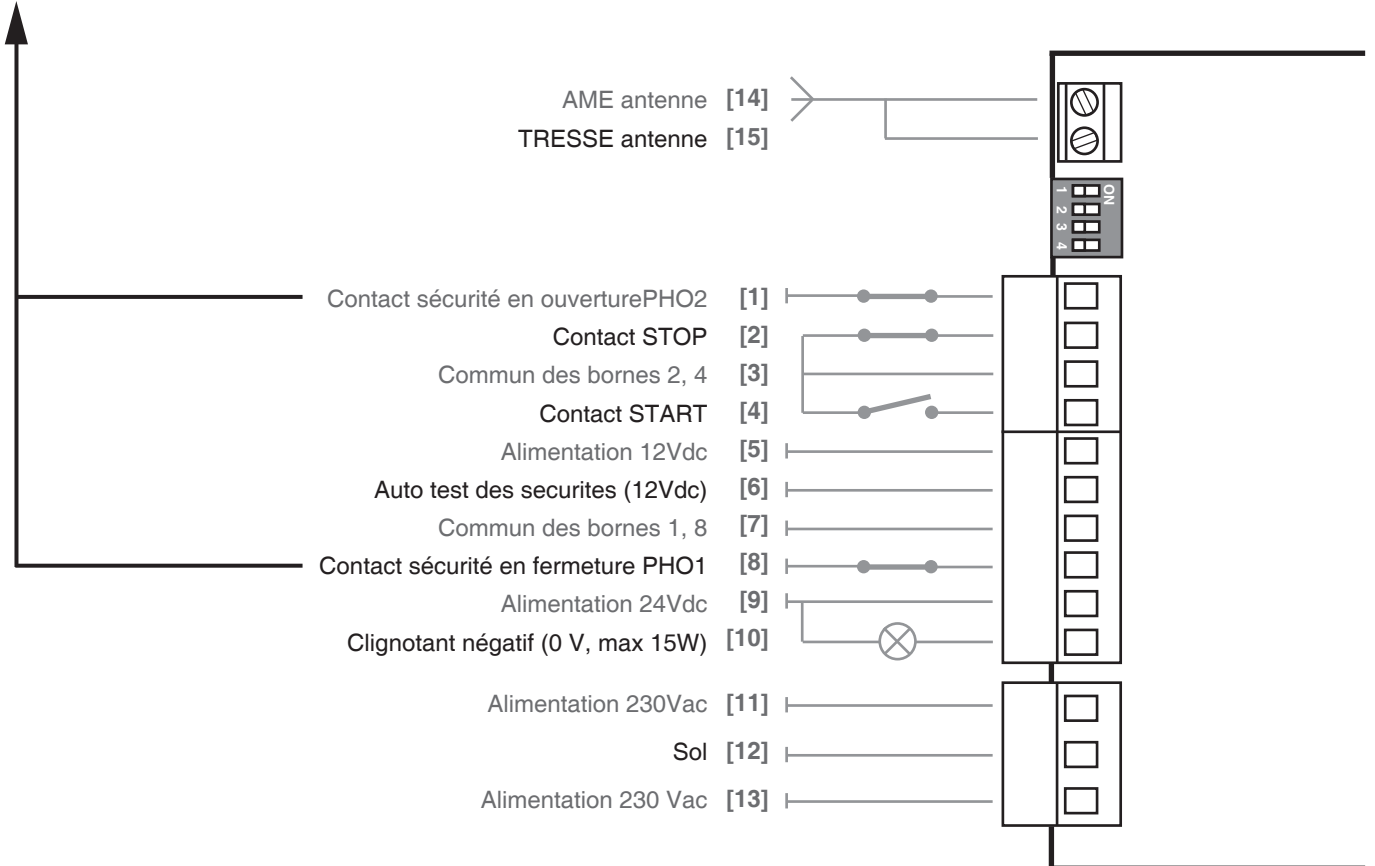 AME antenne [14]
TRESSE antenne [15]
ON
1
2
3
4
Contact sécurité en ouverturePHO2 [1]
Contact STOP [2]
Commun des bornes 2, 4 [3]
Contact START [4]
Alimentation 12Vdc [5]
Auto test des securites (12Vdc) [6]
Commun des bornes 1, 8 [7]
Contact sécurité en fermeture PHO1 [8]
Alimentation 24Vdc [9]
Clignotant négatif (0 V, max 15W) [10]
Alimentation 230Vac [11]
Sol [12]
Alimentation 230 Vac [13]